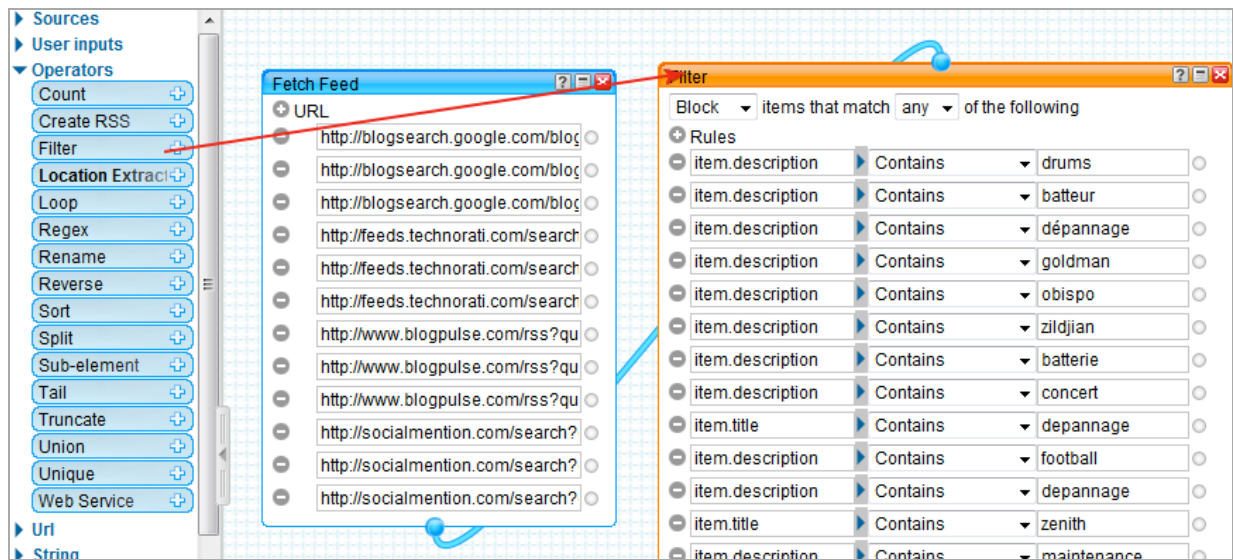 Sources
User inputs
Operators
Count
Create RSS
Filter
Location Extract
Loop
Regex
Rename
Reverse
Sort
Split
Sub-element
Tail
Truncate
Union
Unique
Web Service
Url
String
Fetch Feed
URL
http://blogsearch.google.com/blog
http://blogsearch.google.com/blog
http://blogsearch.google.com/blog
http://feeds.technorati.com/search
http://feeds.technorati.com/search
http://feeds.technorati.com/search
http://www.blogpulse.com/rss?qu
http://www.blogpulse.com/rss?qu
http://www.blogpulse.com/rss?qu
http://socialmention.com/search?
http://socialmention.com/search?
http://socialmention.com/search?
Filter
Block items that match any of the following
Rules
item.description Contains drums
item.description Contains batteur
item.description Contains dépannage
item.description Contains goldman
item.description Contains obispo
item.description Contains zildjian
item.description Contains batterie
item.description Contains concert
item.title Contains depannage
item.description Contains football
item.description Contains depannage
item.title Contains zenith
item.description Contains maintenance